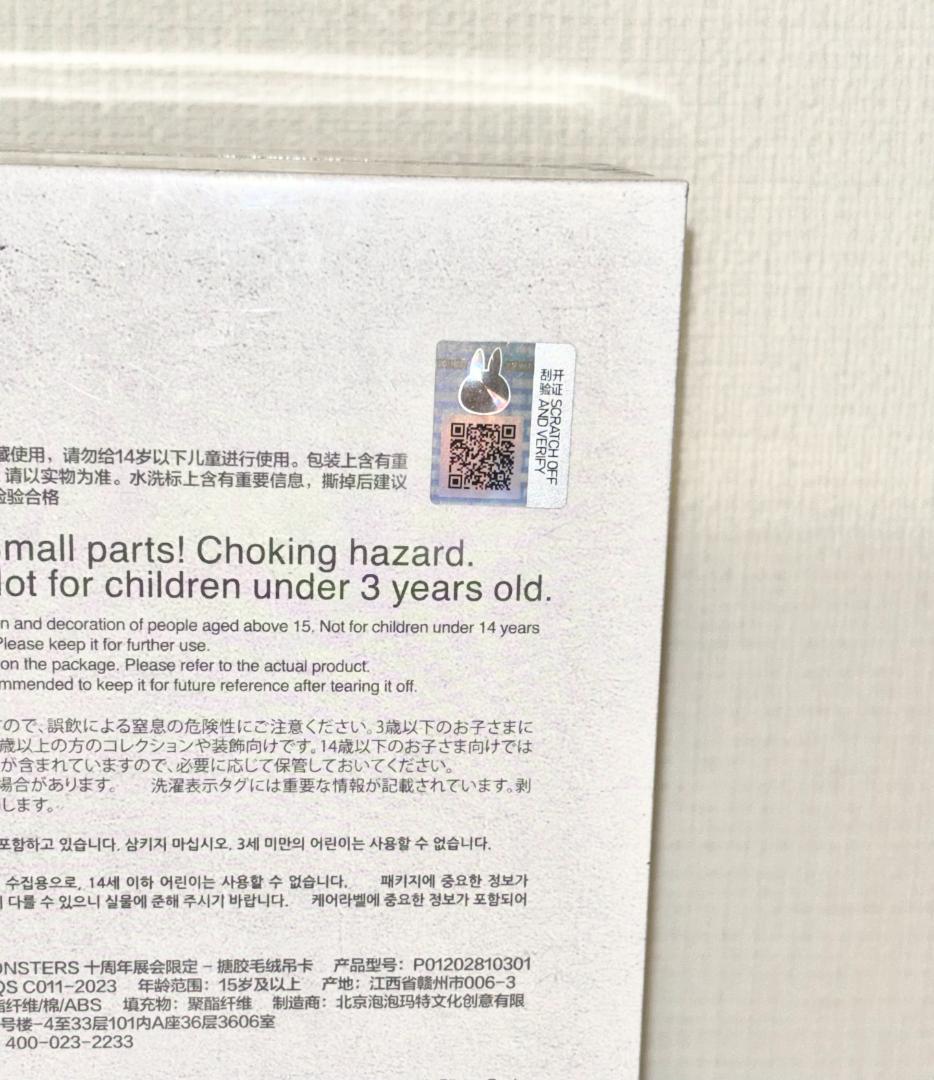 开证 SCRATCH OFF
刮验 AND VERIFY
藏使用，请勿给14岁以下儿童进行使用。包装上含有重
请以实物为准。水洗标上含有重要信息，撕掉后建议
检验合格
Small parts! Choking hazard.
Not for children under 3 years old.
n and decoration of people aged above 15. Not for children under 14 years
Please keep it for further use.
on the package. Please refer to the actual product.
mmended to keep it for future reference after tearing it off.
ので、誤飲による窒息の危険性にご注意ください。3歳以下のお子さまに
歳以上の方のコレクションや装飾向けです。14歳以下のお子さま向けでは
が含まれていますので、必要に応じて保管しておいてください。
場合があります。 洗濯表示タグには重要な情報が記載されています。剥
します。
포함하고 있습니다. 삼키지 마십시오. 3세 미만의 어린이는 사용할 수 없습니다.
수집용으로, 14세 이하 어린이는 사용할 수 없습니다. 패키지에 중요한 정보가
다를 수 있으니 실물에 준해 주시기 바랍니다. 케어라벨에 중요한 정보가 포함되어
ONSTERS 十周年展会限定 - 搪胶毛绒吊卡 产品型号：P01202810301
QS C011-2023 年龄范围：15岁及以上 产地：江西省赣州市006-3
酯纤维/棉/ABS 填充物：聚酯纤维 制造商：北京泡泡玛特文化创意有限
号楼-4至33层101内A座36层3606室
400-023-2233